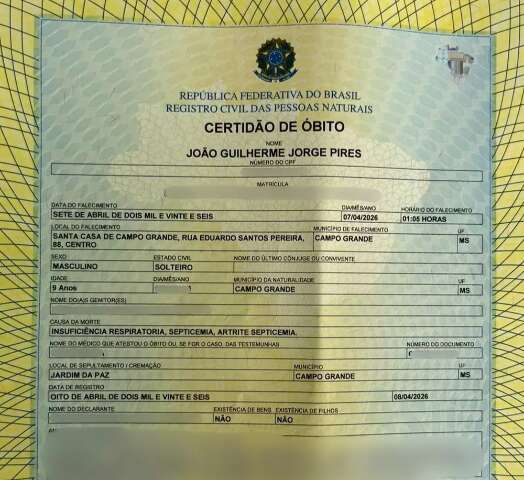 REPÚBLICA FEDERATIVA DO BRASIL
REGISTRO CIVIL DAS PESSOAS NATURAIS
CERTIDÃO DE ÓBITO
NOME
JOÃO GUILHERME JORGE PIRES
NÚMERO DO CPF
MATRÍCULA
DATA DO FALECIMENTO DIA/MÊS/ANO HORÁRIO DO FALECIMENTO
SETE DE ABRIL DE DOIS MIL E VINTE E SEIS 07/04/2026 01:05 HORAS
LOCAL DO FALECIMENTO MUNICÍPIO DE FALECIMENTO UF
SANTA CASA DE CAMPO GRANDE, RUA EDUARDO SANTOS PEREIRA, CAMPO GRANDE MS
88, CENTRO
SEXO ESTADO CIVIL NOME DO ÚLTIMO CÔNJUGE OU CONVIVENTE
MASCULINO SOLTEIRO
IDADE DIA/MÊS/ANO MUNICÍPIO DA NATURALIDADE UF
9 Anos CAMPO GRANDE MS
NOME DO(A)S GENITOR(ES)
CAUSA DA MORTE
INSUFICIÊNCIA RESPIRATORIA, SEPTICEMIA, ARTRITE SEPTICEMIA.
NOME DO MÉDICO QUE ATESTOU O ÓBITO OU, SE FOR O CASO, DAS TESTEMUNHAS NÚMERO DO DOCUMENTO
LOCAL DE SEPULTAMENTO / CREMAÇÃO MUNICÍPIO UF
JARDIM DA PAZ CAMPO GRANDE MS
DATA DE REGISTRO
OITO DE ABRIL DE DOIS MIL E VINTE E SEIS 08/04/2026
NOME DO DECLARANTE EXISTÊNCIA DE BENS EXISTÊNCIA DE FILHOS
NÃO NÃO